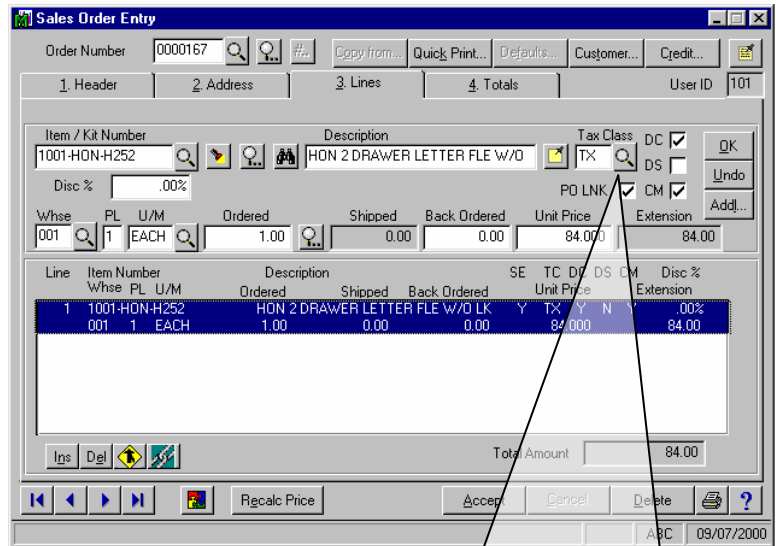 Sales Order Entry
Order Number 0000167 #.. Copy from... Quick Print... Defaults... Customer... Credit...
1. Header 2. Address 3. Lines 4. Totals User ID 101
Item / Kit Number Description Tax Class DC OK
1001-HON-H252 HON 2 DRAWER LETTER FLE W/O TX DS Undo
Disc % .00% PO LNK CM Addl...
Whse PL U/M Ordered Shipped Back Ordered Unit Price Extension
001 1 EACH 1.00 0.00 0.00 84.000 84.00
Line Item Number Description SE TC DC DS CM Disc %
Whse PL U/M Ordered Shipped Back Ordered Unit Price Extension
1 1001-HON-H252 HON 2 DRAWER LETTER FLE W/O LK Y TX Y N Y .00%
001 1 EACH 1.00 0.00 0.00 84.000 84.00
Ins Del Total Amount 84.00
Recalc Price Accept Cancel Delete ?
ABC 09/07/2000